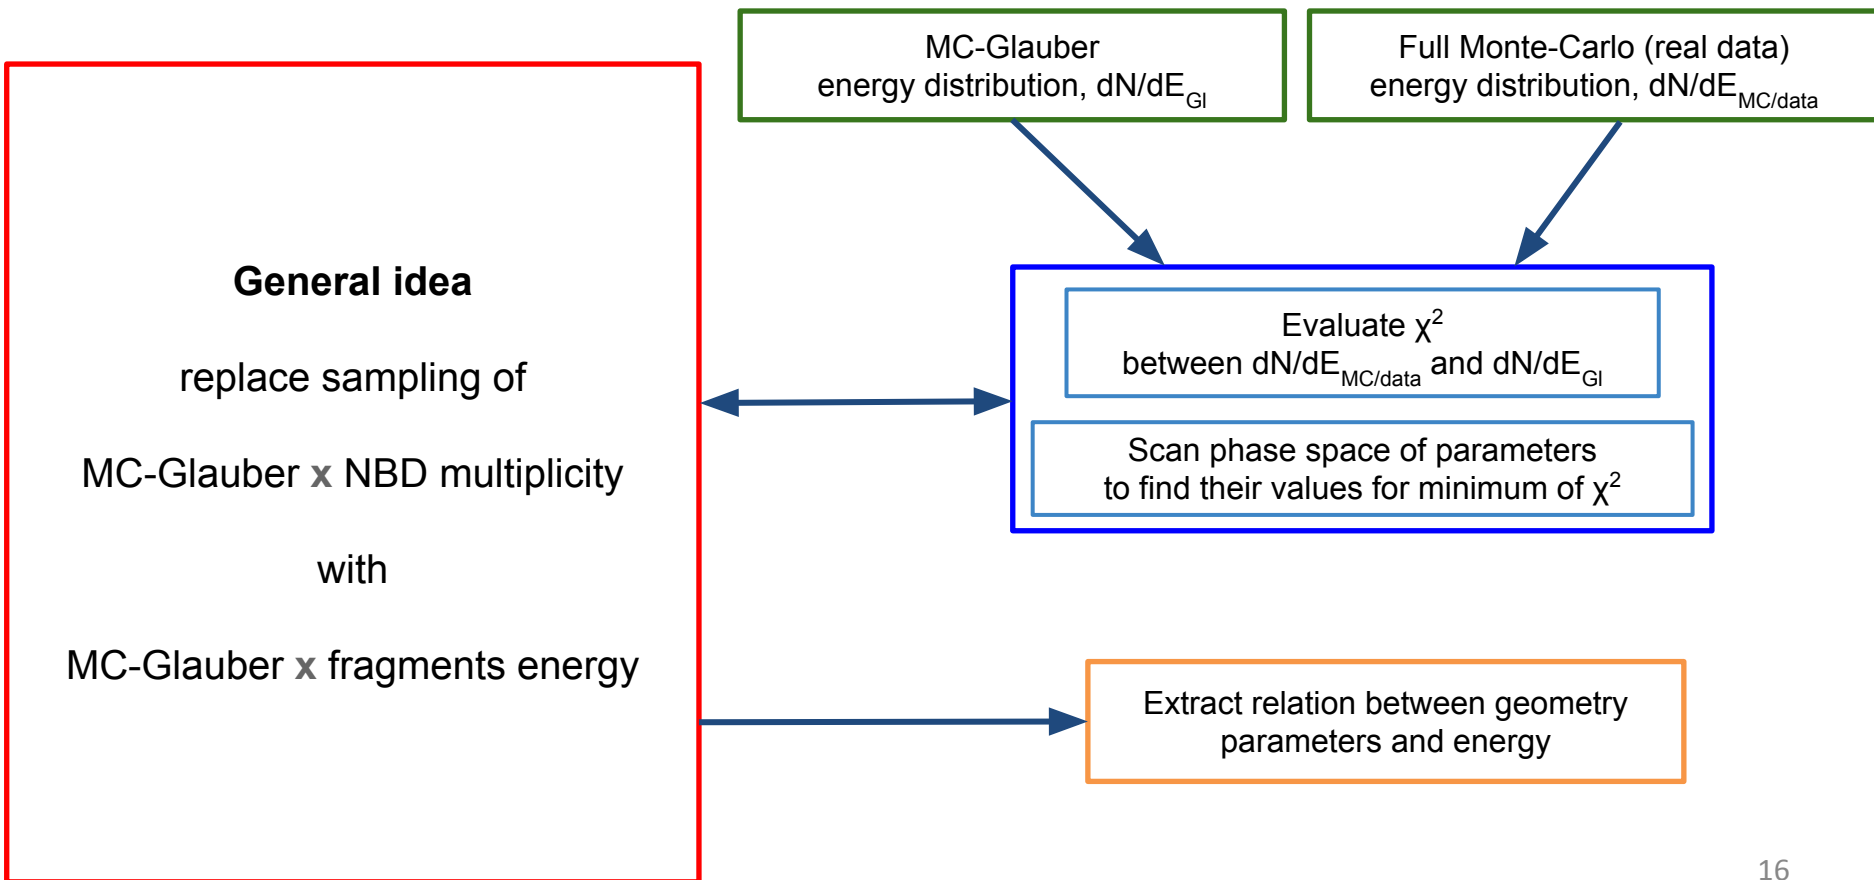 MC-Glauber
energy distribution, dN/dE_Gl
Full Monte-Carlo (real data)
energy distribution, dN/dE_MC/data
General idea
replace sampling of
MC-Glauber x NBD multiplicity
with
MC-Glauber x fragments energy
Evaluate χ²
between dN/dE_MC/data and dN/dE_Gl
Scan phase space of parameters
to find their values for minimum of χ²
Extract relation between geometry
parameters and energy
16